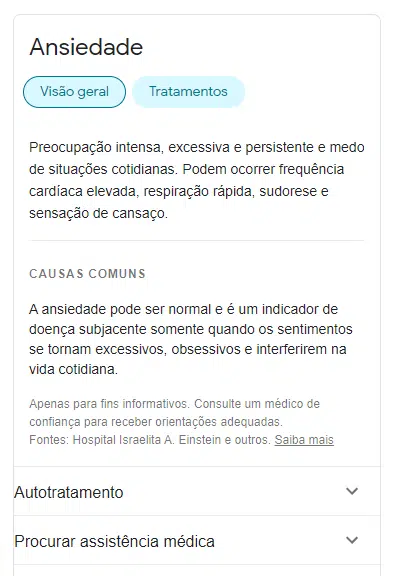 Ansiedade
Visão geral
Tratamentos
Preocupação intensa, excessiva e persistente e medo
de situações cotidianas. Podem ocorrer frequência
cardíaca elevada, respiração rápida, sudorese e
sensação de cansaço.
CAUSAS COMUNS
A ansiedade pode ser normal e é um indicador de
doença subjacente somente quando os sentimentos
se tornam excessivos, obsessivos e interferirem na
vida cotidiana.
Apenas para fins informativos. Consulte um médico de
confiança para receber orientações adequadas.
Fontes: Hospital Israelita A. Einstein e outros. Saiba mais
Autotratamento
Procurar assistência médica